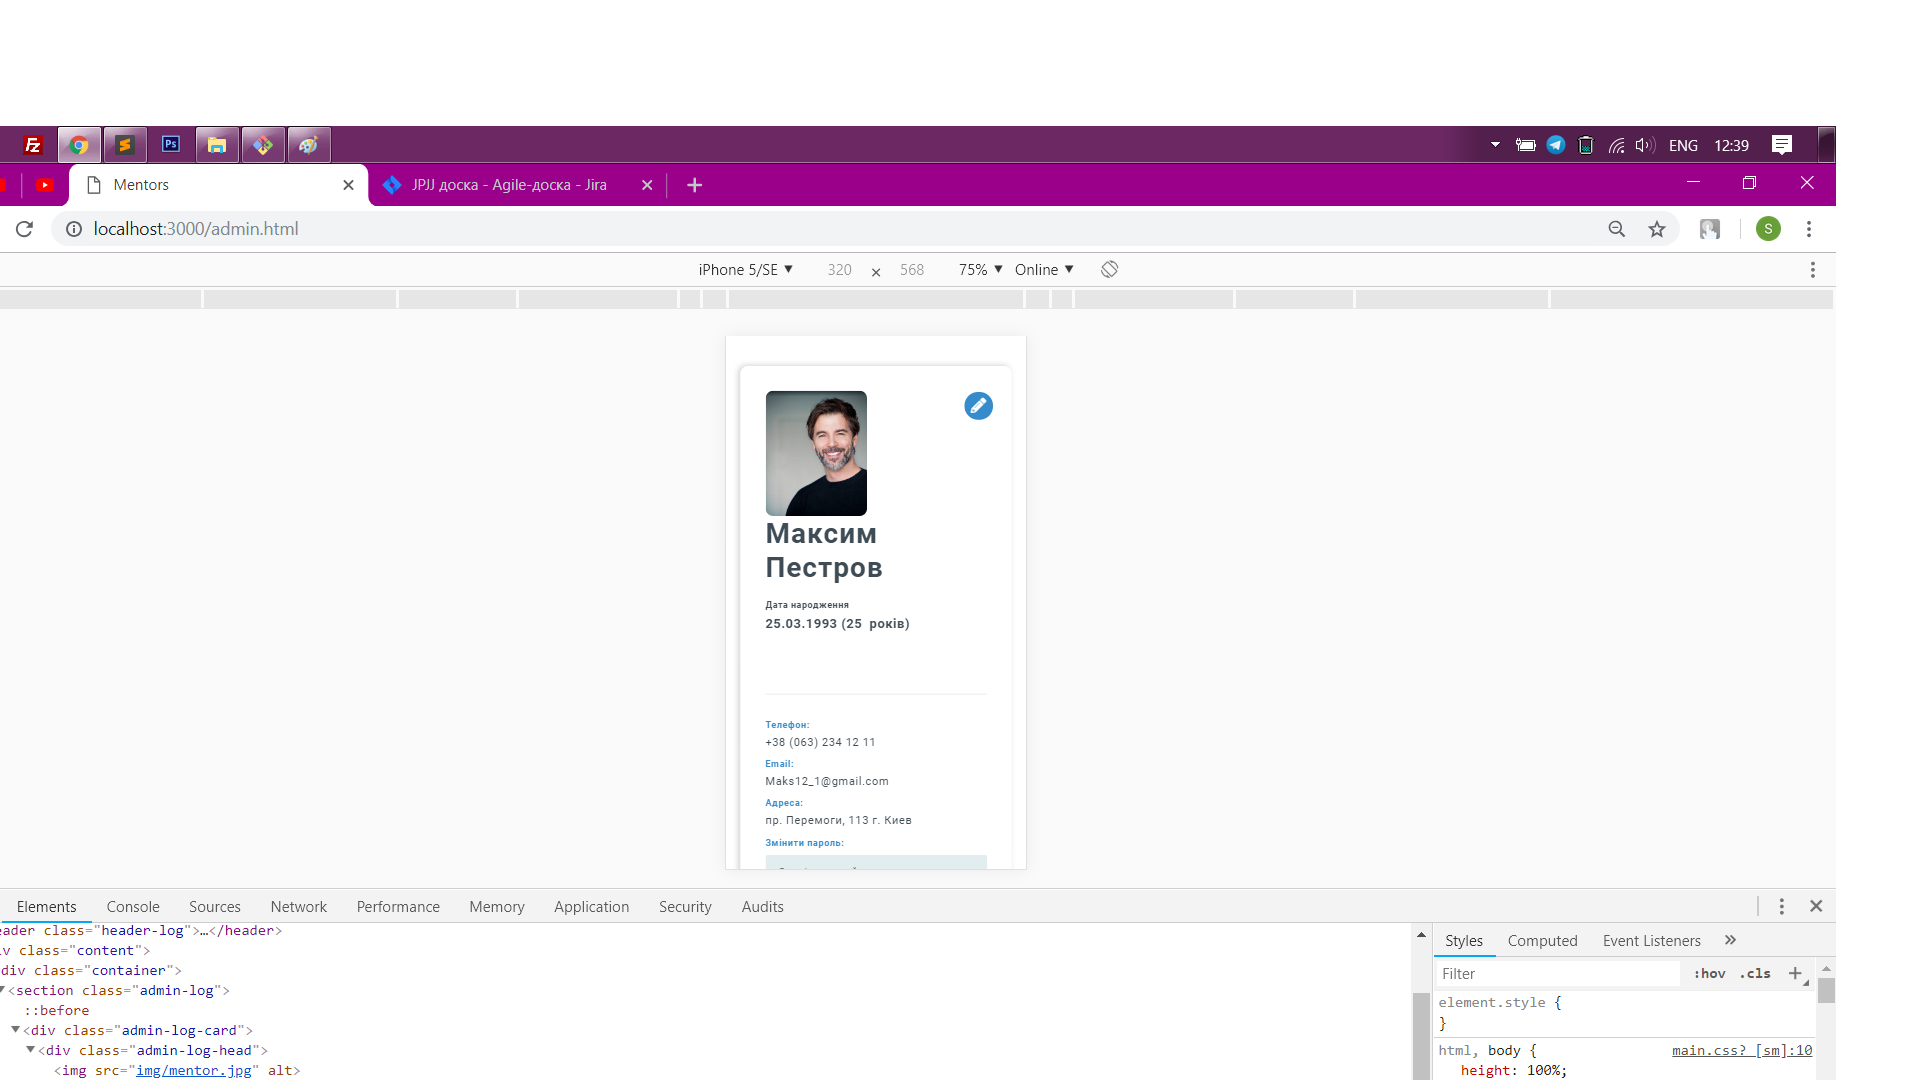 Fz
Ps
ENG 12:39
Mentors
JPJJ доска - Agile-доска - Jira
localhost:3000/admin.html
S
iPhone 5/SE ▼ 320 × 568 75% ▼ Online ▼
Максим
Пестров
Дата народження
25.03.1993 (25 років)
Телефон:
+38 (063) 234 12 11
Email:
Maks12_1@gmail.com
Адреса:
пр. Перемоги, 113 г. Киев
Змінити пароль:
Elements Console Sources Network Performance Memory Application Security Audits
eader class="header-log">…</header>
iv class="content">
div class="container">
▼<section class="admin-log">
::before
▼<div class="admin-log-card">
▼<div class="admin-log-head">
<img src="img/mentor.jpg" alt>
Styles Computed Event Listeners »
Filter :hov .cls +
element.style {
}
html, body { main.css? [sm]:10
height: 100%;